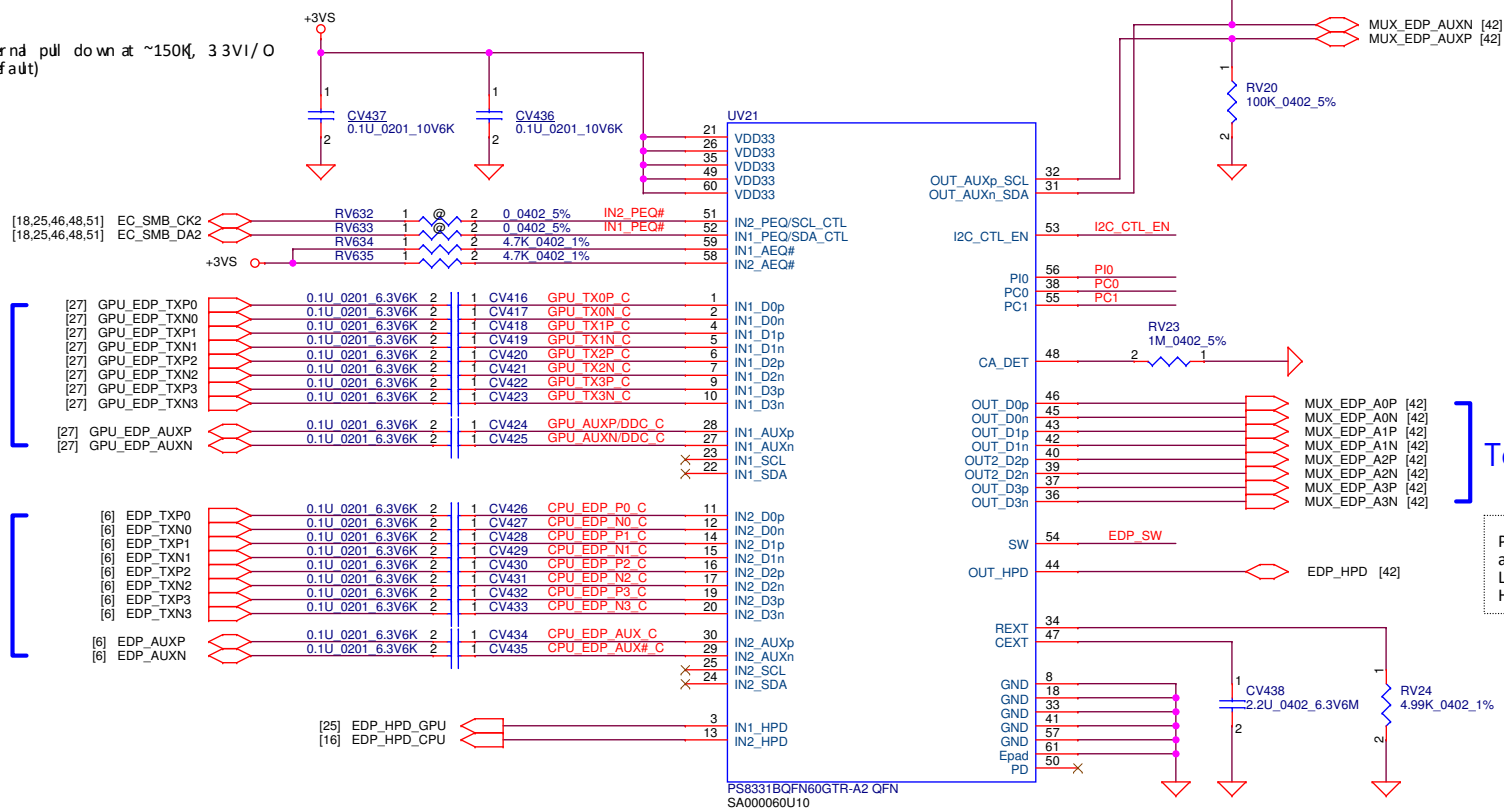 +3VS
rnal pull down at ~150K, 3.3V I/O
fault)
1
CV437
0.1U_0201_10V6K
2
1
CV436
0.1U_0201_10V6K
2
MUX_EDP_AUXN [42]
MUX_EDP_AUXP [42]
1
RV20
100K_0402_5%
2
UV21
21 VDD33
26 VDD33
35 VDD33
49 VDD33
60 VDD33
OUT_AUXp_SCL 32
OUT_AUXn_SDA 31
[18,25,46,48,51] EC_SMB_CK2 RV632 1 @ 2 0_0402_5% IN2_PEQ# 51 IN2_PEQ/SCL_CTL
[18,25,46,48,51] EC_SMB_DA2 RV633 1 @ 2 0_0402_5% IN1_PEQ# 52 IN1_PEQ/SDA_CTL
RV634 1 2 4.7K_0402_1% 59 IN1_AEQ#
+3VS RV635 1 2 4.7K_0402_1% 58 IN2_AEQ#
I2C_CTL_EN 53 I2C_CTL_EN
PI0 56 PI0
PC0 38 PC0
PC1 55 PC1
[27] GPU_EDP_TXP0 0.1U_0201_6.3V6K 2 1 CV416 GPU_TX0P_C 1 IN1_D0p
[27] GPU_EDP_TXN0 0.1U_0201_6.3V6K 2 1 CV417 GPU_TX0N_C 2 IN1_D0n
[27] GPU_EDP_TXP1 0.1U_0201_6.3V6K 2 1 CV418 GPU_TX1P_C 4 IN1_D1p
[27] GPU_EDP_TXN1 0.1U_0201_6.3V6K 2 1 CV419 GPU_TX1N_C 5 IN1_D1n
[27] GPU_EDP_TXP2 0.1U_0201_6.3V6K 2 1 CV420 GPU_TX2P_C 6 IN1_D2p
[27] GPU_EDP_TXN2 0.1U_0201_6.3V6K 2 1 CV421 GPU_TX2N_C 7 IN1_D2n
[27] GPU_EDP_TXP3 0.1U_0201_6.3V6K 2 1 CV422 GPU_TX3P_C 9 IN1_D3p
[27] GPU_EDP_TXN3 0.1U_0201_6.3V6K 2 1 CV423 GPU_TX3N_C 10 IN1_D3n
[27] GPU_EDP_AUXP 0.1U_0201_6.3V6K 2 1 CV424 GPU_AUXP/DDC_C 28 IN1_AUXp
[27] GPU_EDP_AUXN 0.1U_0201_6.3V6K 2 1 CV425 GPU_AUXN/DDC_C 27 IN1_AUXn
23 IN1_SCL
22 IN1_SDA
RV23
1M_0402_5%
CA_DET 48 2 1
OUT_D0p 46 MUX_EDP_A0P [42]
OUT_D0n 45 MUX_EDP_A0N [42]
OUT_D1p 43 MUX_EDP_A1P [42]
OUT_D1n 42 MUX_EDP_A1N [42]
OUT2_D2p 40 MUX_EDP_A2P [42]
OUT2_D2n 39 MUX_EDP_A2N [42]
OUT_D3p 37 MUX_EDP_A3P [42]
OUT_D3n 36 MUX_EDP_A3N [42]
[6] EDP_TXP0 0.1U_0201_6.3V6K 2 1 CV426 CPU_EDP_P0_C 11 IN2_D0p
[6] EDP_TXN0 0.1U_0201_6.3V6K 2 1 CV427 CPU_EDP_N0_C 12 IN2_D0n
[6] EDP_TXP1 0.1U_0201_6.3V6K 2 1 CV428 CPU_EDP_P1_C 14 IN2_D1p
[6] EDP_TXN1 0.1U_0201_6.3V6K 2 1 CV429 CPU_EDP_N1_C 15 IN2_D1n
[6] EDP_TXP2 0.1U_0201_6.3V6K 2 1 CV430 CPU_EDP_P2_C 16 IN2_D2p
[6] EDP_TXN2 0.1U_0201_6.3V6K 2 1 CV431 CPU_EDP_N2_C 17 IN2_D2n
[6] EDP_TXP3 0.1U_0201_6.3V6K 2 1 CV432 CPU_EDP_P3_C 19 IN2_D3p
[6] EDP_TXN3 0.1U_0201_6.3V6K 2 1 CV433 CPU_EDP_N3_C 20 IN2_D3n
[6] EDP_AUXP 0.1U_0201_6.3V6K 2 1 CV434 CPU_EDP_AUX_C 30 IN2_AUXp
[6] EDP_AUXN 0.1U_0201_6.3V6K 2 1 CV435 CPU_EDP_AUX#_C 29 IN2_AUXn
25 IN2_SCL
24 IN2_SDA
SW 54 EDP_SW
OUT_HPD 44 EDP_HPD [42]
REXT 34
CEXT 47
[25] EDP_HPD_GPU 3 IN1_HPD
[16] EDP_HPD_CPU 13 IN2_HPD
GND 8
GND 18
GND 33
GND 41
GND 57
Epad 61
PD 50
1
CV438
2.2U_0402_6.3V6M
2
1
RV24
4.99K_0402_1%
2
PS8331BQFN60GTR-A2 QFN
SA000060U10